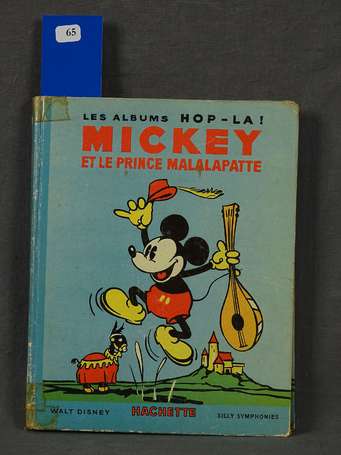 65
LES ALBUMS HOP-LA!
MICKEY
ET LE PRINCE MALALAPATTE
WALT DISNEY HACHETTE SILLY SYMPHONIES